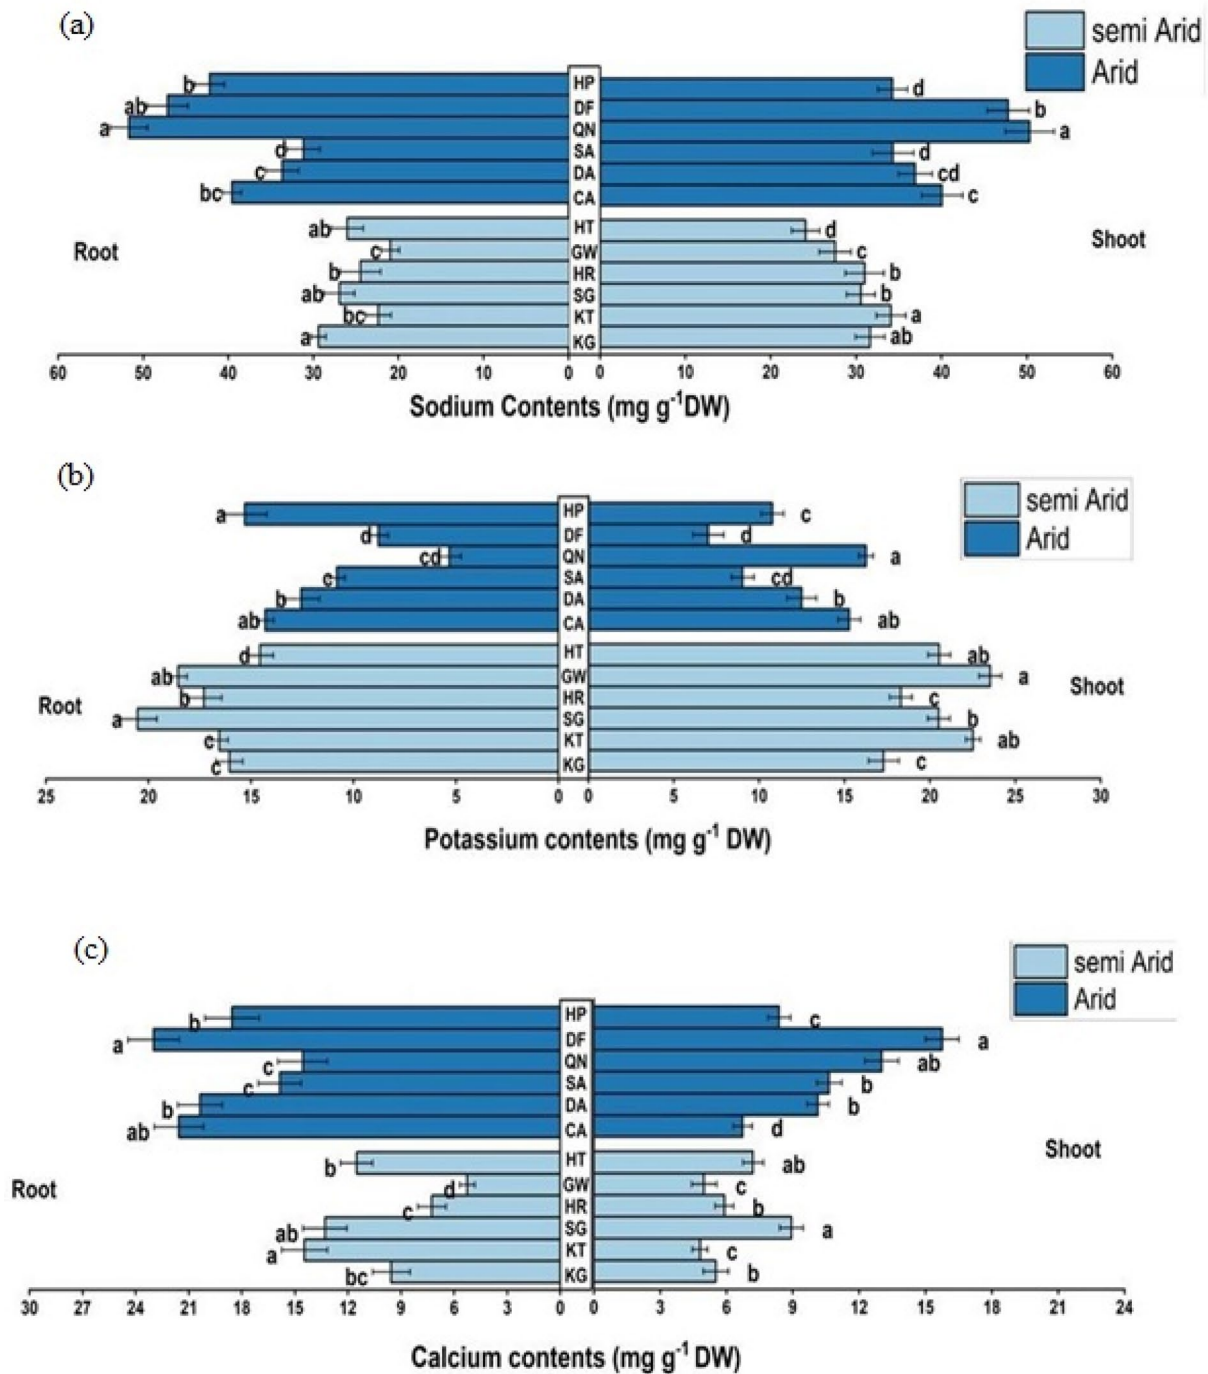 (a)
semi Arid
Arid
b HP d
ab DF b
a QN a
d SA d
c DA cd
bc CA c
ab HT d
Root
Shoot
c GW c
b HR b
ab SG b
bc KT a
a KG ab
60 50 40 30 20 10 0 0 10 20 30 40 50 60
Sodium Contents (mg g⁻¹DW)
(b)
semi Arid
Arid
a HP c
d DF d
cd QN a
c SA cd
b DA b
ab CA ab
d HT ab
ab GW a
Root
Shoot
b HR c
a SG b
c KT ab
c KG c
25 20 15 10 5 0 0 5 10 15 20 25 30
Potassium contents (mg g⁻¹ DW)
(c)
semi Arid
Arid
b HP c
a DF a
c QN ab
c SA b
b DA b
ab CA d
Shoot
b HT ab
Root
d GW c
c HR b
ab SG a
a KT c
bc KG b
30 27 24 21 18 15 12 9 6 3 0 0 3 6 9 12 15 18 21 24
Calcium contents (mg g⁻¹ DW)